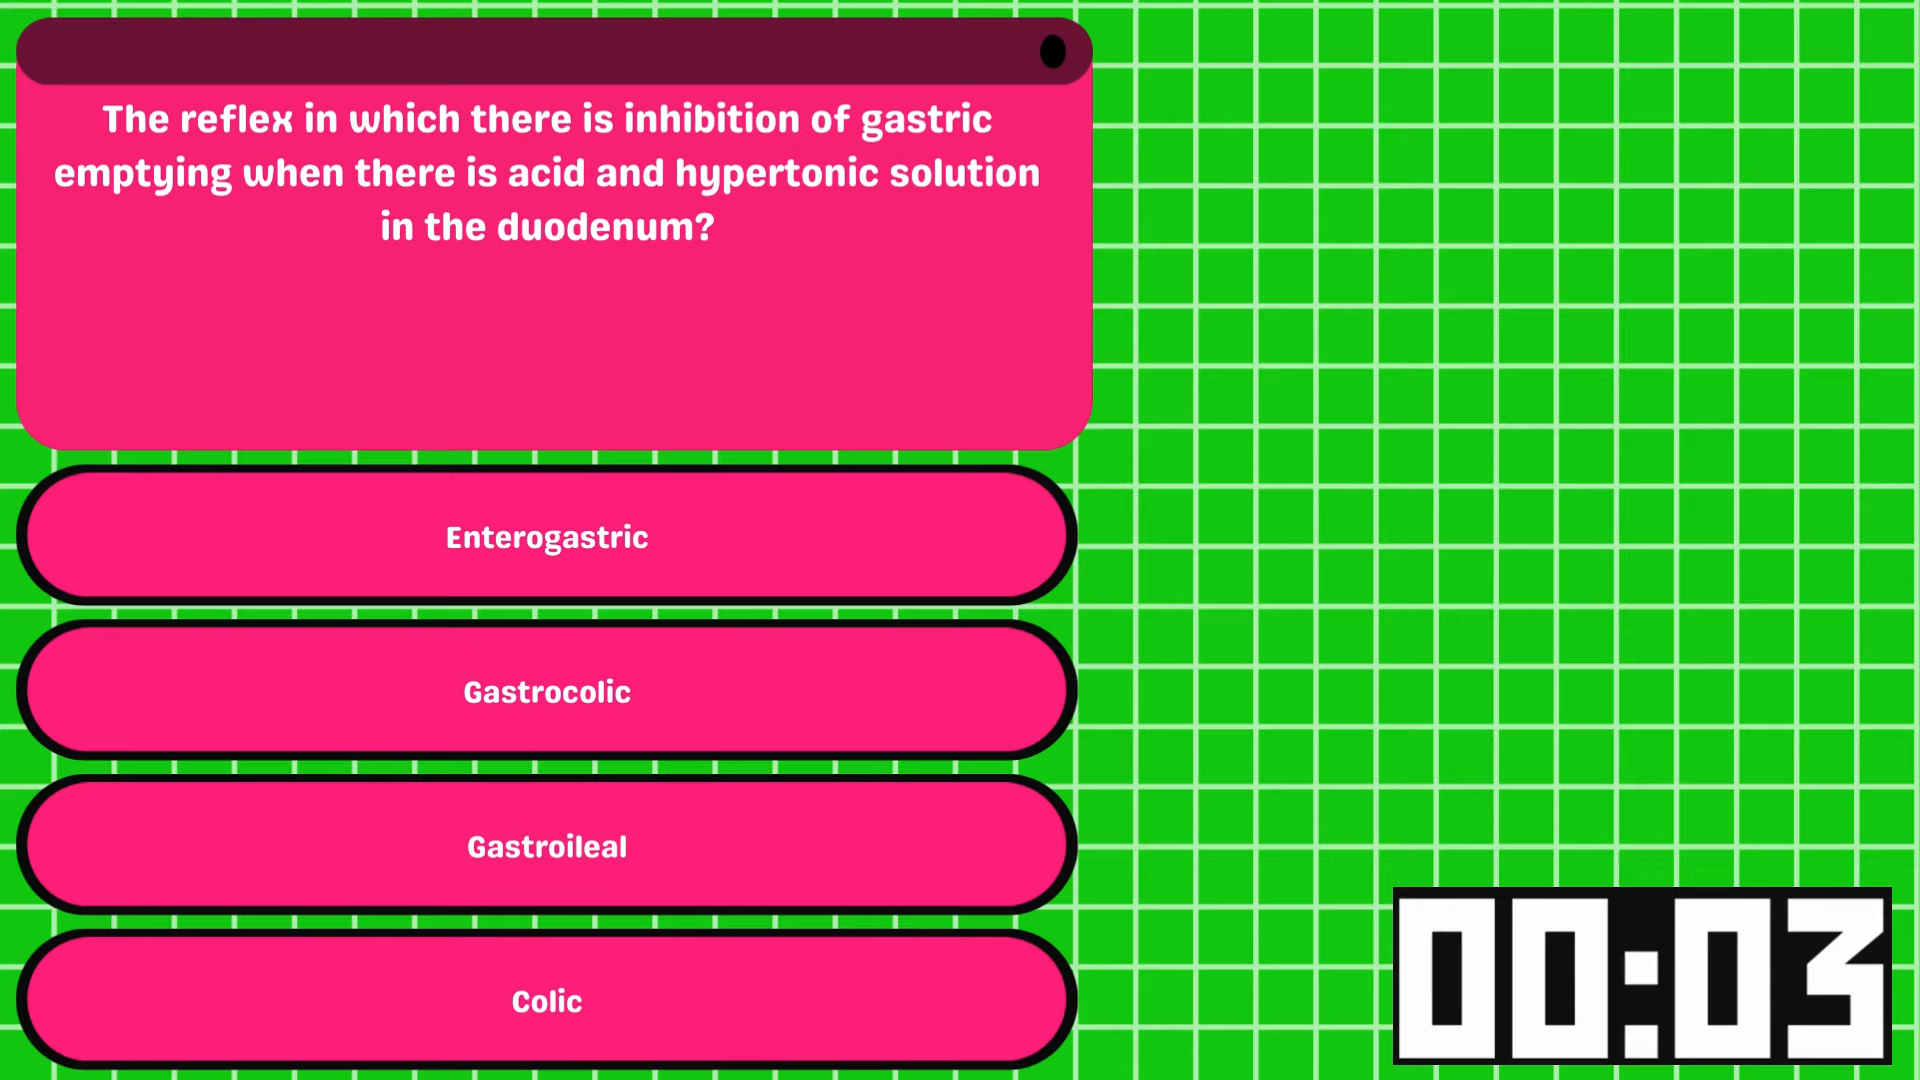 The reflex in which there is inhibition of gastric
emptying when there is acid and hypertonic solution
in the duodenum?
Enterogastric
Gastrocolic
Gastroileal
Colic
00:03